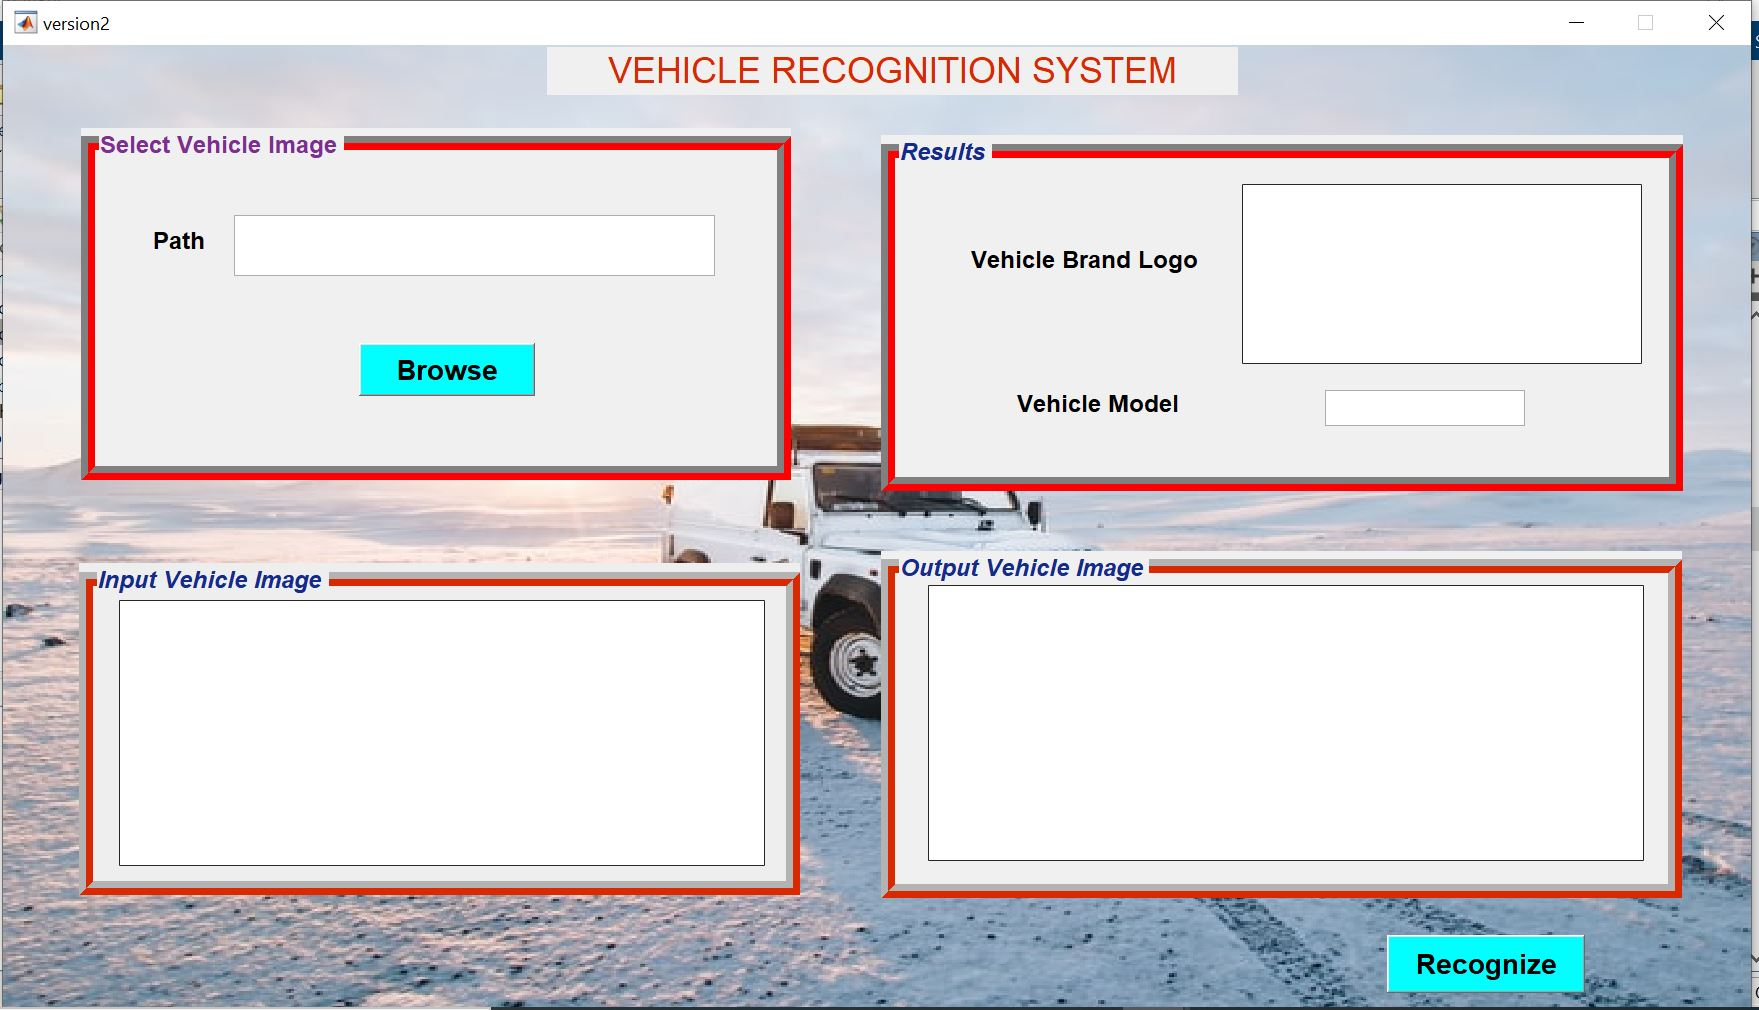 version2
VEHICLE RECOGNITION SYSTEM
Select Vehicle Image
Path
Browse
Results
Vehicle Brand Logo
Vehicle Model
Input Vehicle Image
Output Vehicle Image
Recognize